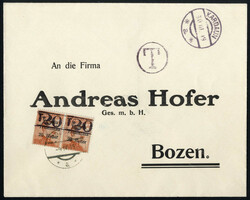 T
An die Firma
Andreas Hofer
Ges. m. b. H.
Bozen.
T 20 T 20